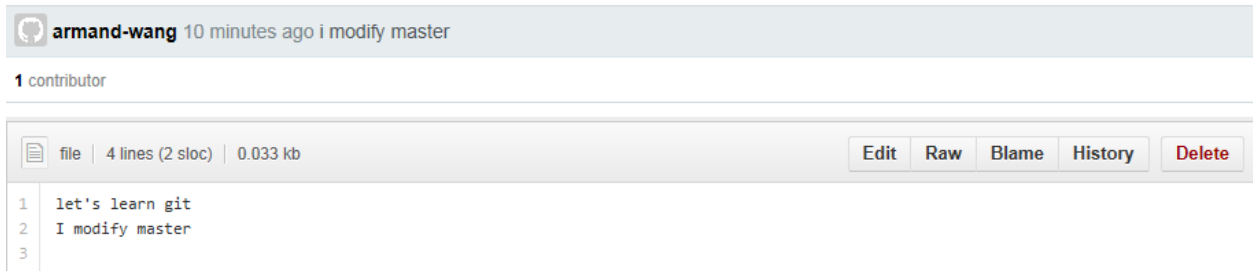 armand-wang 10 minutes ago i modify master
1 contributor
file 4 lines (2 sloc) 0.033 kb Edit Raw Blame History Delete
1 let's learn git
2 I modify master
3